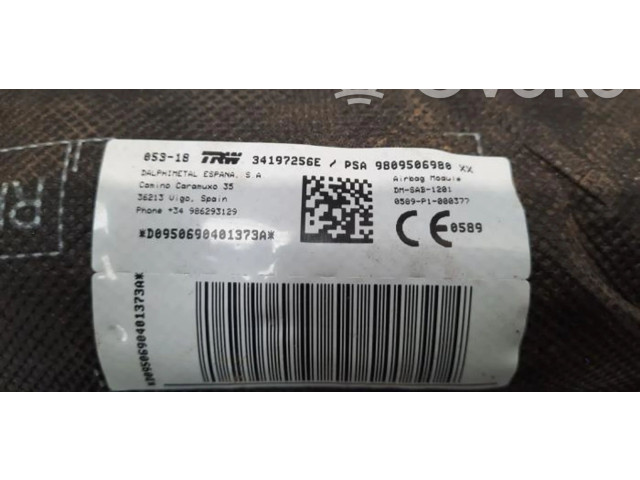 053-18 TRW 34197256E / PSA 9809506980 XX
DALPHIMETAL ESPANA, S.A
Camino Caramuxo 35
36213 Vigo, Spain
Phone +34 986293129
Airbag Module
DM-SAB-1201
0589-P1-000377
CE 0589
*D0950690401373A*
*D0950690401373A*